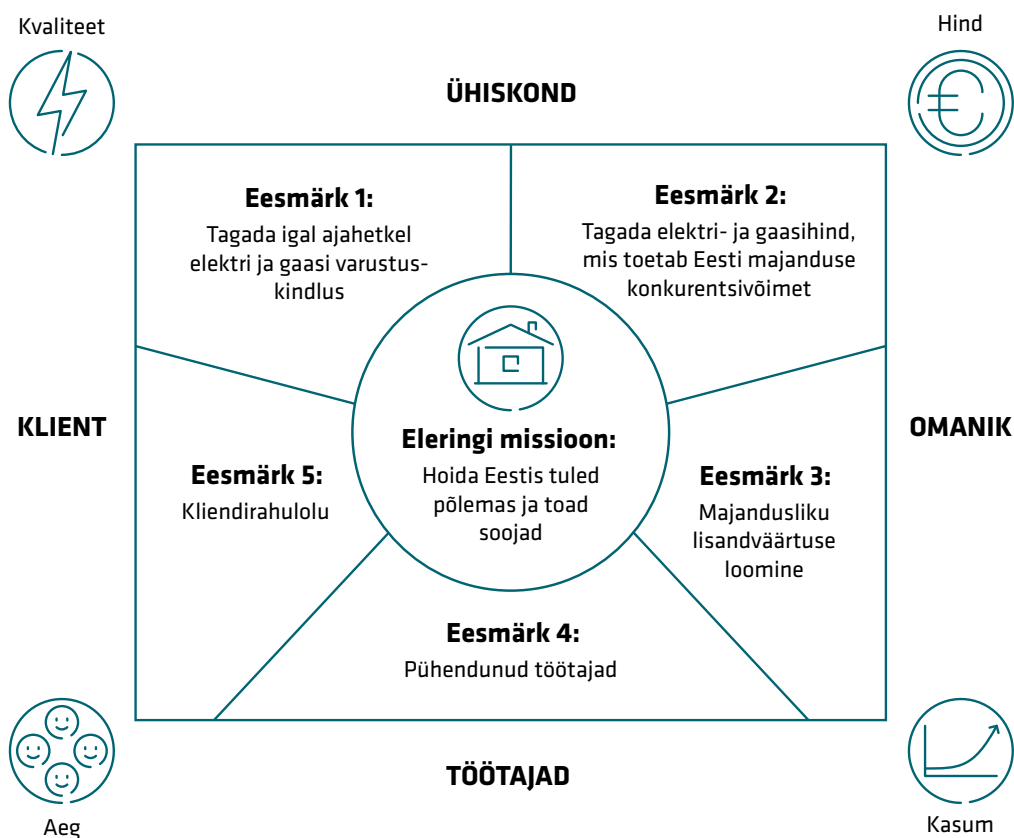 Kvaliteet
Hind
ÜHISKOND
Eesmärk 1:
Tagada igal ajahetkel
elektri ja gaasi varustus-
kindlus
Eesmärk 2:
Tagada elektri- ja gaasihind,
mis toetab Eesti majanduse
konkurentsivõimet
KLIENT
Eleringi missioon:
Hoida Eestis tuled
põlemas ja toad
soojad
OMANIK
Eesmärk 5:
Kliendirahulolu
Eesmärk 3:
Majandusliku
lisandväärtuse
loomine
Eesmärk 4:
Pühendunud töötajad
TÖÖTAJAD
Aeg
Kasum